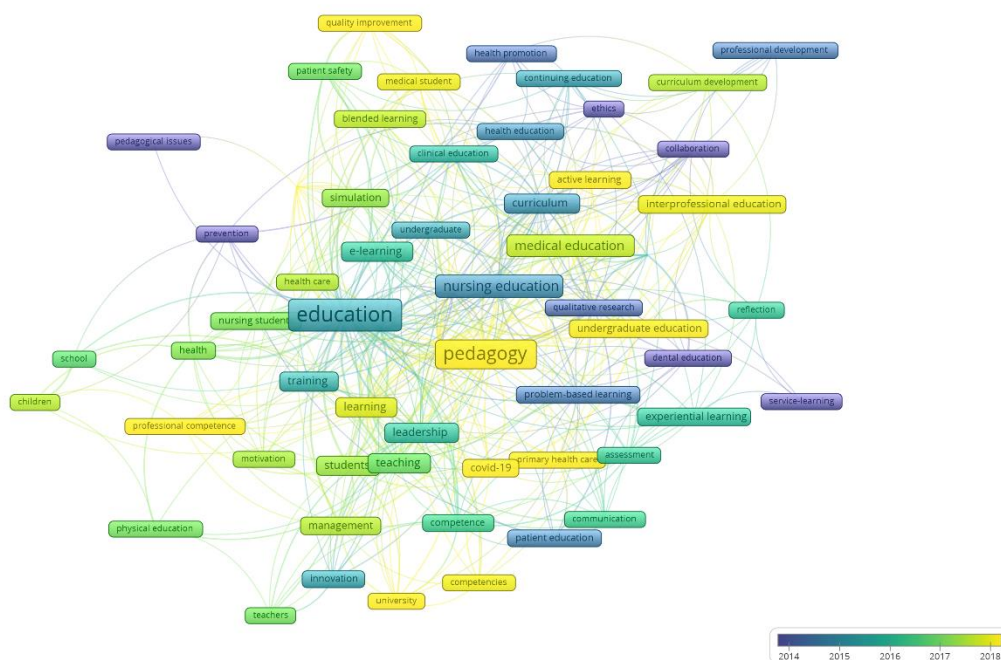 quality improvement
health promotion
professional development
patient safety
medical student
continuing education
curriculum development
ethics
blended learning
health education
pedagogical issues
clinical education
collaboration
active learning
simulation
curriculum
interprofessional education
prevention
undergraduate
medical education
e-learning
health care
nursing education
education
qualitative research
reflection
nursing student
undergraduate education
health
pedagogy
school
dental education
training
problem-based learning
children
learning
service-learning
experiential learning
professional competence
leadership
motivation
students
teaching
covid-19
primary health care
assessment
physical education
management
competence
communication
patient education
innovation
competencies
university
teachers
2014 2015 2016 2017 2018